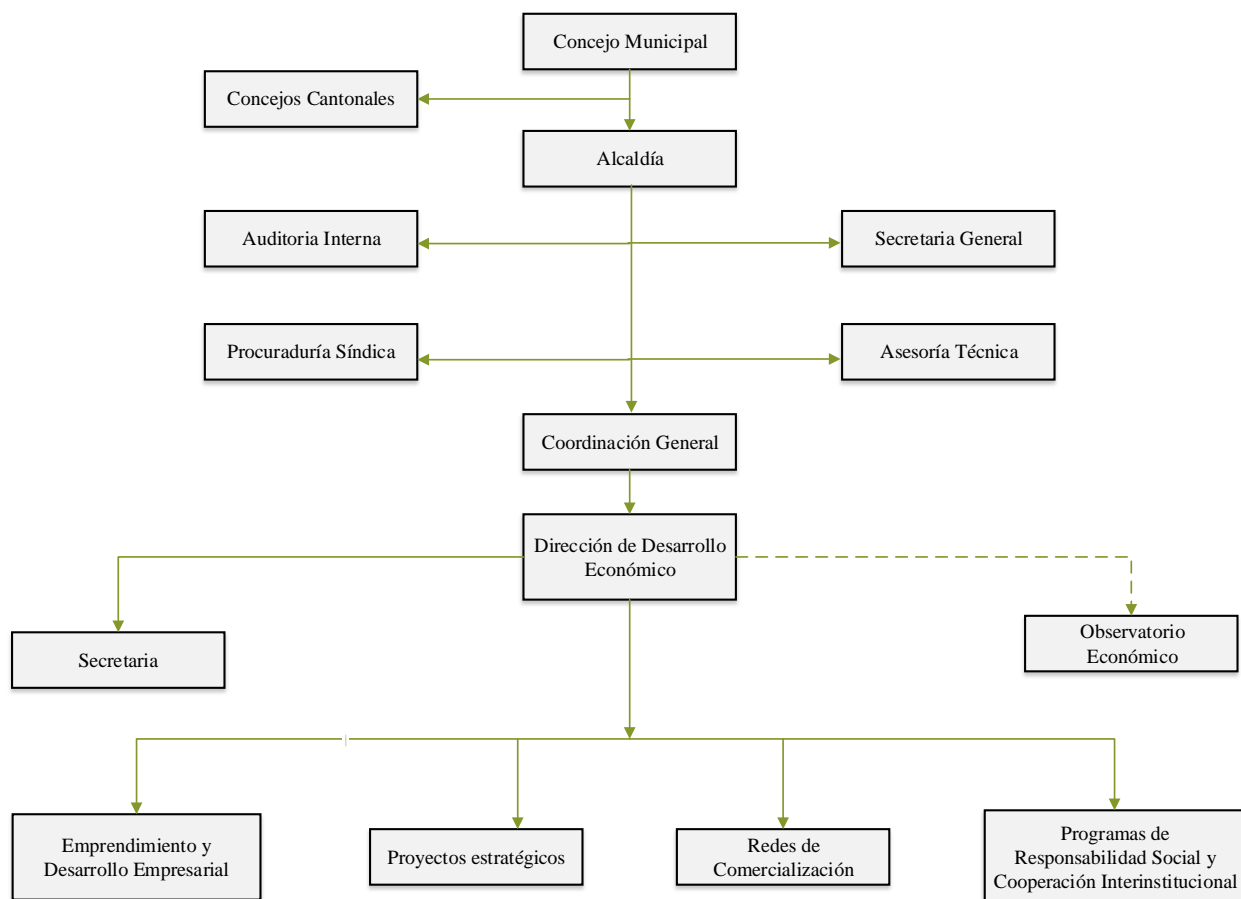 Concejo Municipal
Concejos Cantonales
Alcaldía
Auditoria Interna
Secretaria General
Procuraduría Síndica
Asesoría Técnica
Coordinación General
Dirección de Desarrollo
Económico
Secretaria
Observatorio
Económico
Emprendimiento y
Desarrollo Empresarial
Proyectos estratégicos
Redes de
Comercialización
Programas de
Responsabilidad Social y
Cooperación Interinstitucional